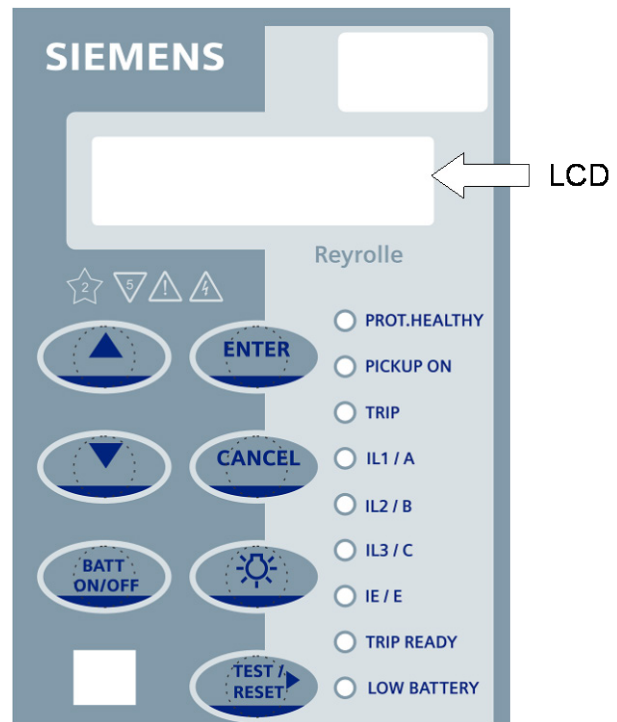 SIEMENS
LCD
Reyrolle
2 5 !
PROT.HEALTHY
ENTER
PICKUP ON
TRIP
CANCEL
IL1 / A
IL2 / B
IL3 / C
BATT
ON/OFF
IE / E
TRIP READY
TEST /
RESET
LOW BATTERY